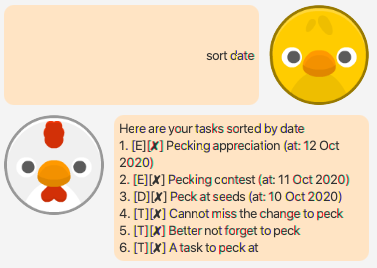 sort date
Here are your tasks sorted by date
1. [E][✘] Pecking appreciation (at: 12 Oct
2020)
2. [E][✘] Pecking contest (at: 11 Oct 2020)
3. [D][✘] Peck at seeds (at: 10 Oct 2020)
4. [T][✘] Cannot miss the change to peck
5. [T][✘] Better not forget to peck
6. [T][✘] A task to peck at